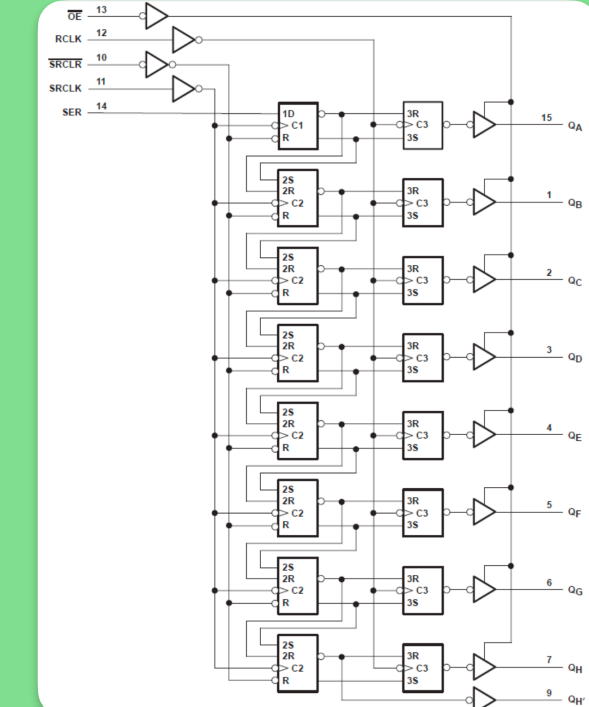 OE 13
RCLK 12
SRCLR 10
SRCLK 11
SER 14
1D 3R
C1 C3 15 QA
R 3S
2S
2R 3R
C2 C3 1 QB
R 3S
2S
2R 3R
C2 C3 2 QC
R 3S
2S
2R 3R
C2 C3 3 QD
R 3S
2S
2R 3R
C2 C3 4 QE
R 3S
2S
2R 3R
C2 C3 5 QF
R 3S
2S
2R 3R
C2 C3 6 QG
R 3S
2S
2R 3R
C2 C3 7 QH
R 3S
9 QH'